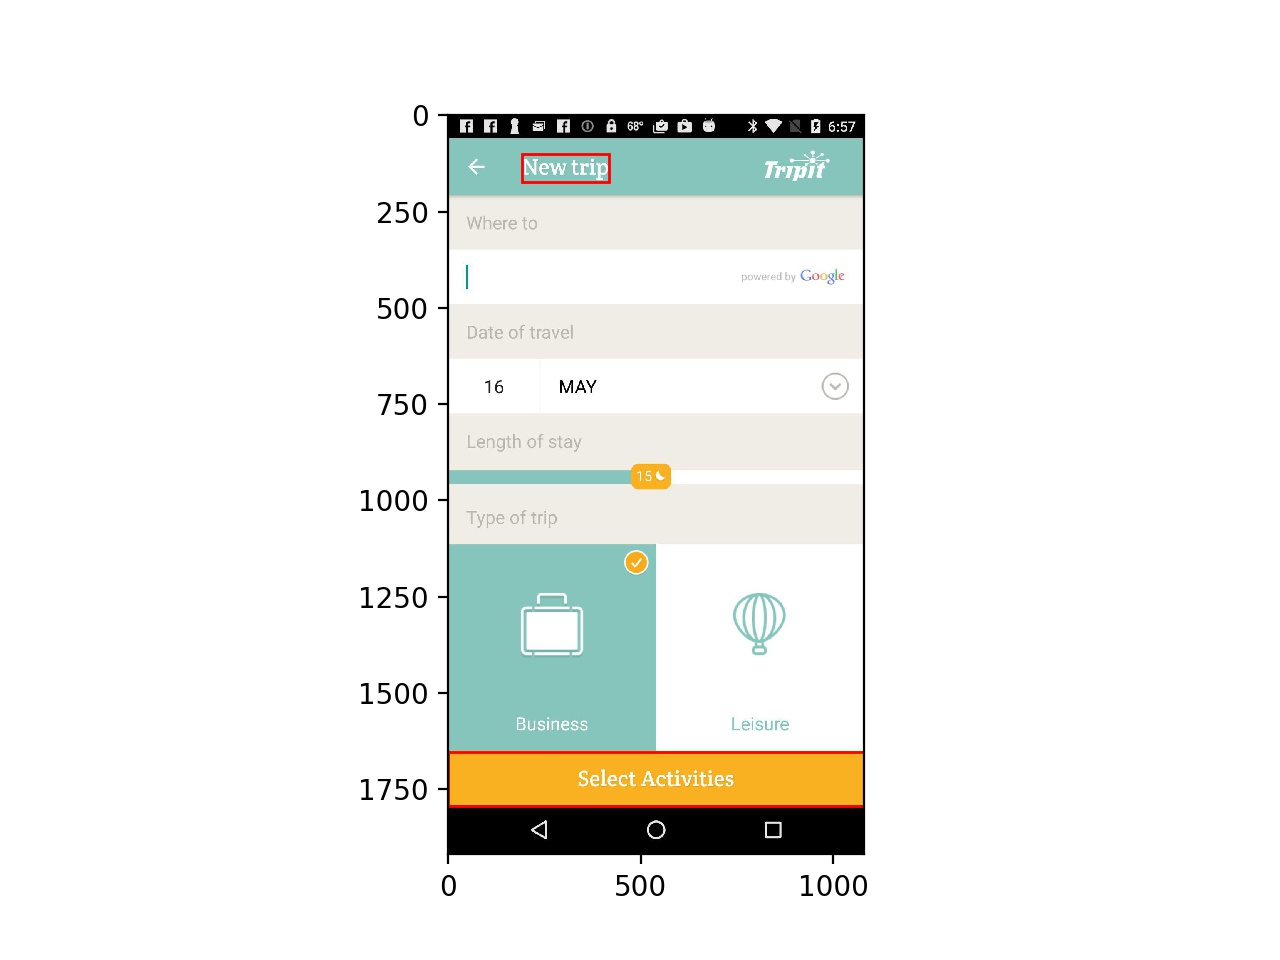 0
68° 6:57
New trip Tripit
250
Where to
powered by Google
500
Date of travel
750
16 MAY
Length of stay
15
1000
Type of trip
1250
1500
Business Leisure
1750
Select Activities
0 500 1000